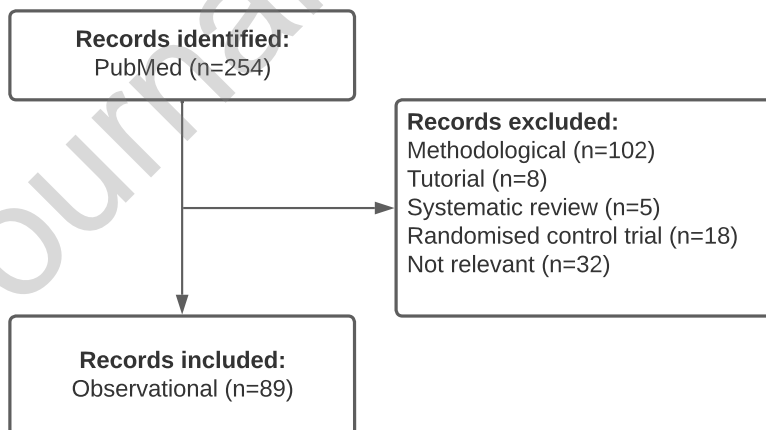 Records identified:
PubMed (n=254)
Records excluded:
Methodological (n=102)
Tutorial (n=8)
Systematic review (n=5)
Randomised control trial (n=18)
Not relevant (n=32)
Records included:
Observational (n=89)